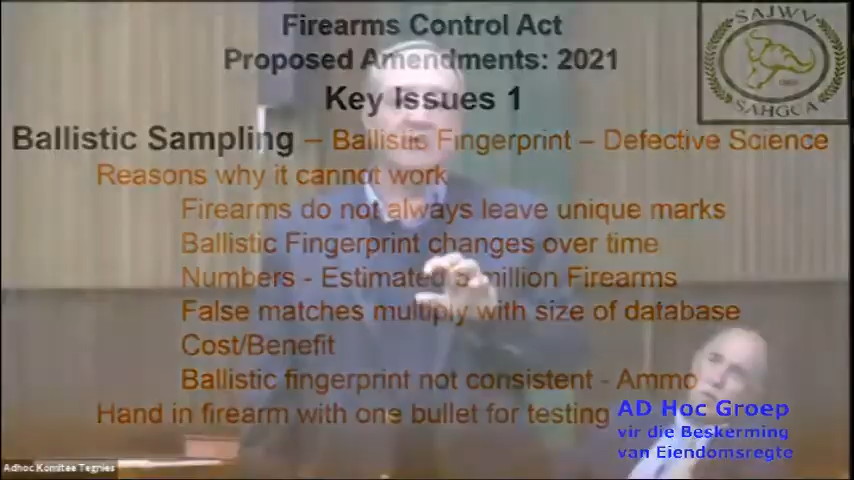 Firearms Control Act
Proposed Amendments: 2021
Key Issues 1
SAJWV
SAHGCA
Ballistic Sampling – Ballistic Fingerprint – Defective Science
Reasons why it cannot work
Firearms do not always leave unique marks
Ballistic Fingerprint changes over time
Numbers - Estimated million Firearms
False matches multiply with size of database
Cost/Benefit
Ballistic fingerprint not consistent - Ammo
Hand in firearm with one bullet for testing
AD Hoc Groep
vir die Beskerming
van Eiendomsregte
Adhoc Komitee Tegnies